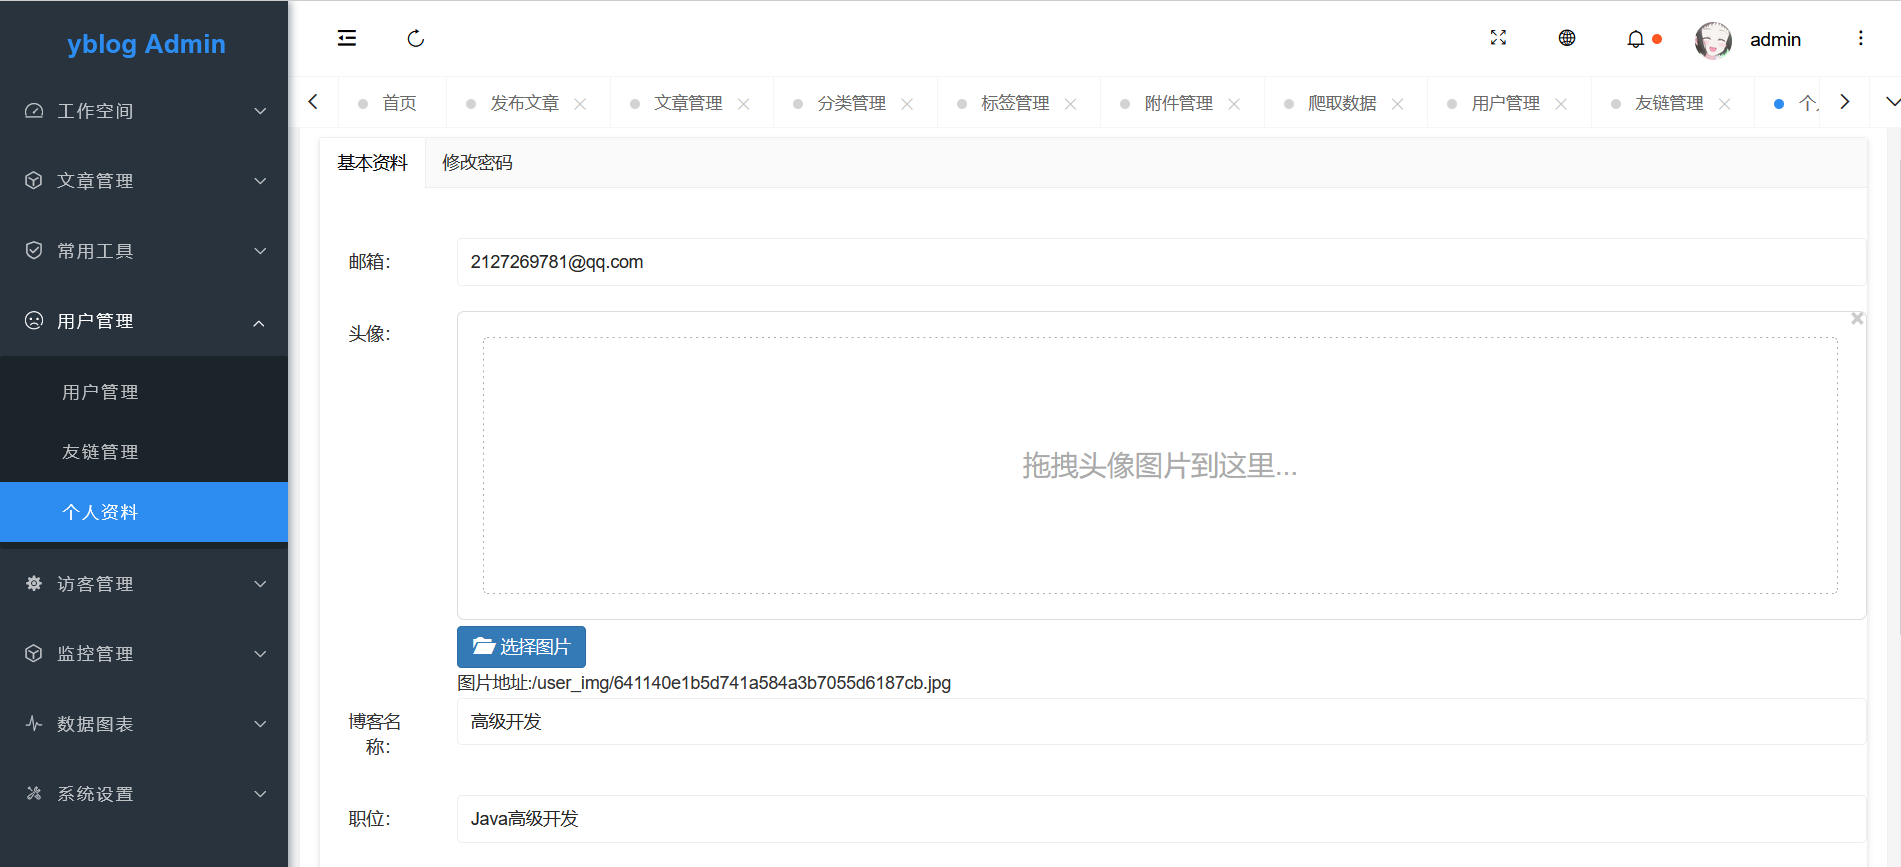 yblog Admin
admin
首页
发布文章
文章管理
分类管理
标签管理
附件管理
爬取数据
用户管理
友链管理
个
工作空间
文章管理
常用工具
用户管理
用户管理
友链管理
个人资料
访客管理
监控管理
数据图表
系统设置
基本资料
修改密码
邮箱:
2127269781@qq.com
头像:
拖拽头像图片到这里...
选择图片
图片地址:/user_img/641140e1b5d741a584a3b7055d6187cb.jpg
博客名
称:
高级开发
职位:
Java高级开发